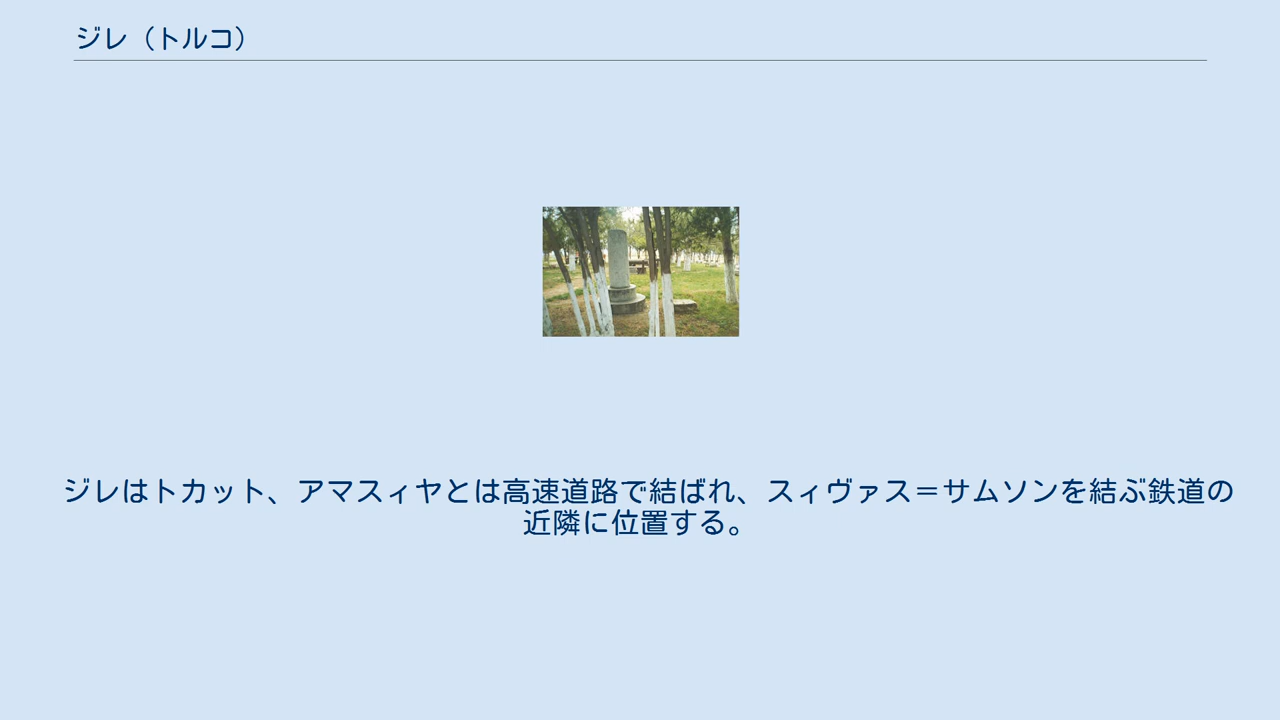 ジレ（トルコ）
ジレはトカット、アマスィヤとは高速道路で結ばれ、スィヴァス＝サムソンを結ぶ鉄道の
近隣に位置する。